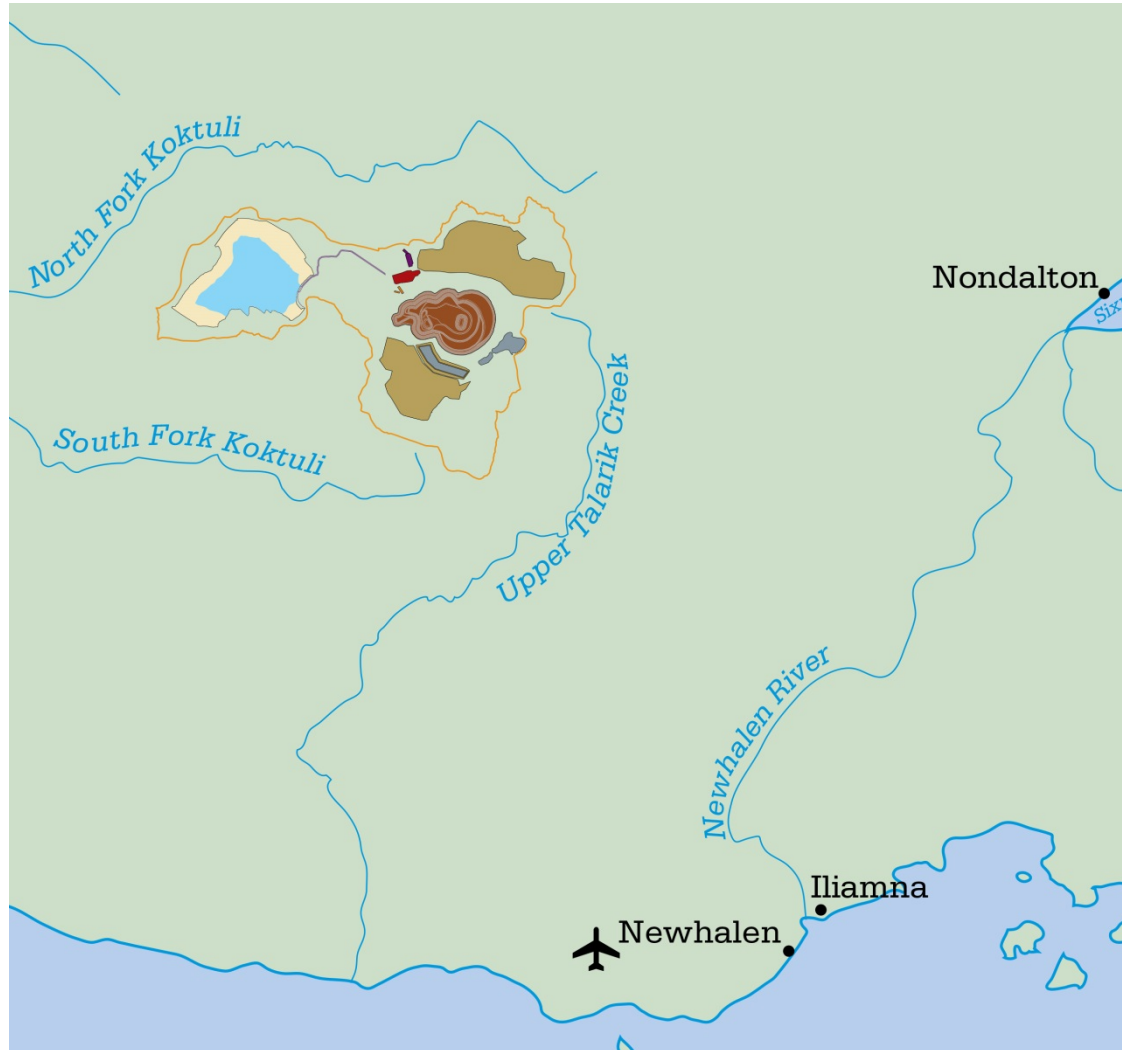 North Fork Koktuli
Nondalton
South Fork Koktuli
Upper Talarik Creek
Newhalen River
Iliamna
Newhalen